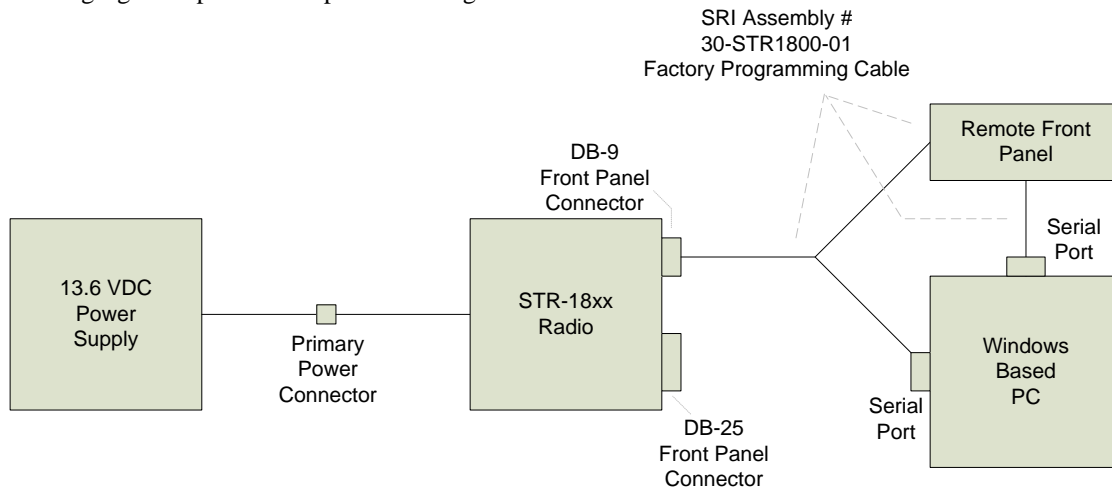 SRI Assembly #
30-STR1800-01
Factory Programming Cable
Remote Front
Panel
DB-9
Front Panel
Connector
Serial
Port
13.6 VDC
Power
Supply
Primary
Power
Connector
STR-18xx
Radio
Windows
Based
PC
Serial
Port
DB-25
Front Panel
Connector